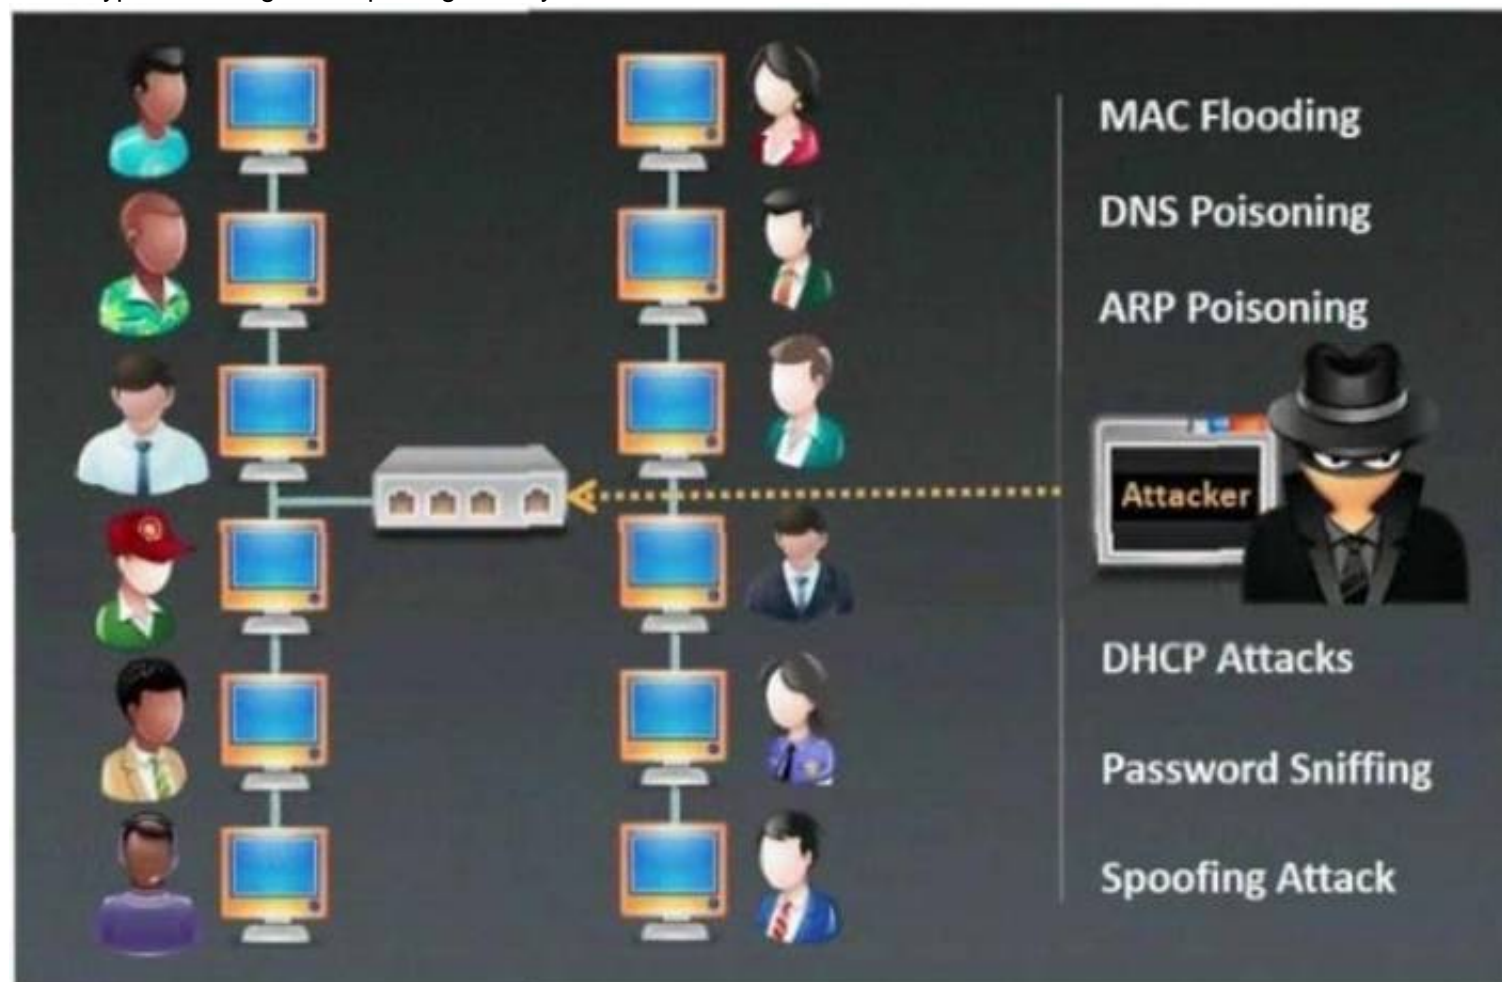 MAC Flooding
DNS Poisoning
ARP Poisoning
Attacker
DHCP Attacks
Password Sniffing
Spoofing Attack